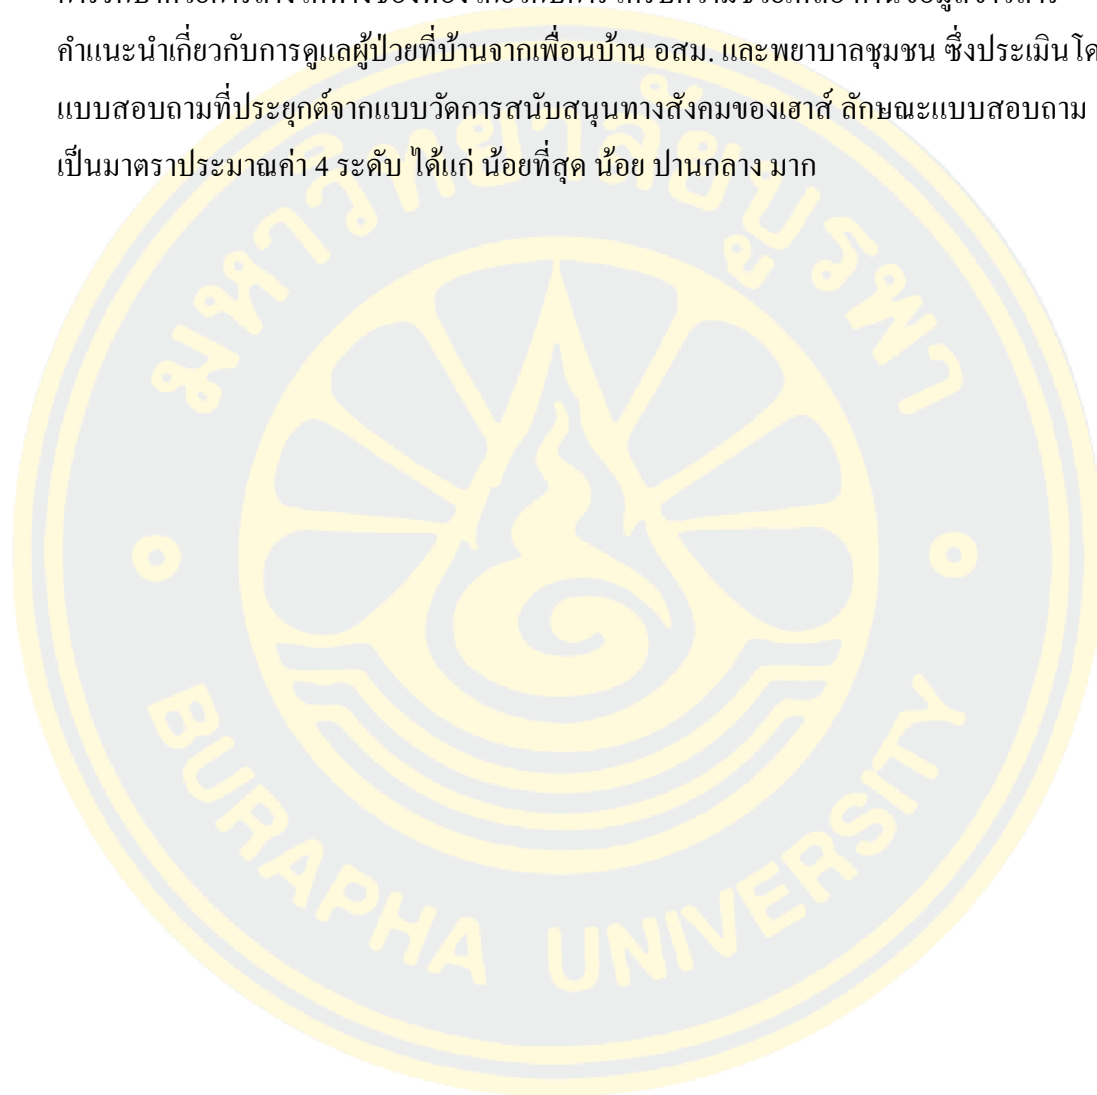 คำแนะนำเกี่ยวกับการดูแลผู้ป่วยที่บ้านจากเพื่อนบ้าน อสม. และพยาบาลชุมชน ซึ่งประเมินโด
แบบสอบถามที่ประยุกต์จากแบบวัดการสนับสนุนทางสังคมของเฮาส์ ลักษณะแบบสอบถาม
เป็นมาตราประมาณค่า 4 ระดับ ได้แก่ น้อยที่สุด น้อย ปานกลาง มาก
มหาวิทยาลัยบูรพา
BURAPHA UNIVERSITY